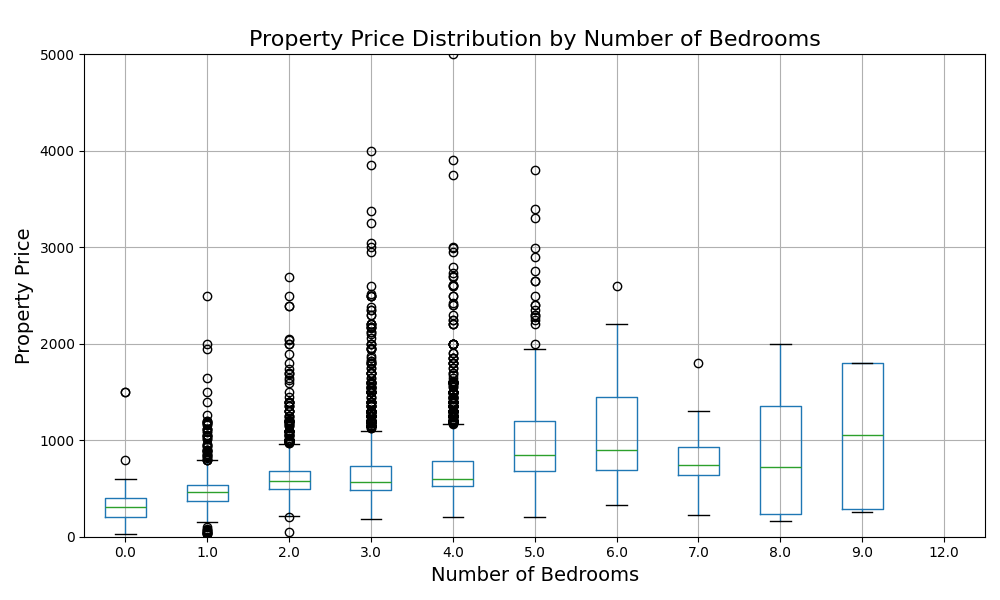 Property Price Distribution by Number of Bedrooms
5000
4000
3000
2000
1000
0
Property Price
0.0 1.0 2.0 3.0 4.0 5.0 6.0 7.0 8.0 9.0 12.0
Number of Bedrooms